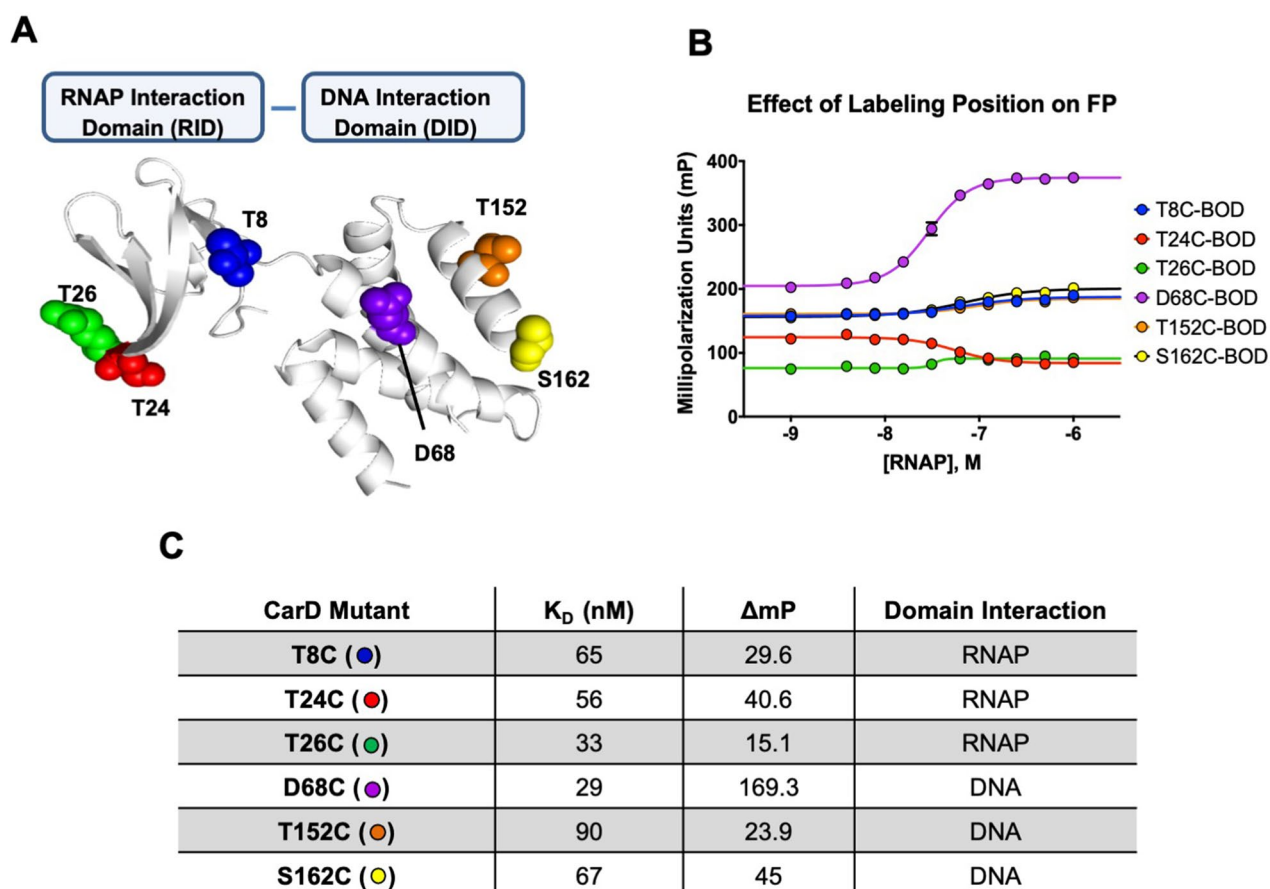 A
RNAP Interaction
Domain (RID)
DNA Interaction
Domain (DID)
T8
T152
T26
T24
S162
D68
B
Effect of Labeling Position on FP
Millipolarization Units (mP)
400
300
200
100
0
-9 -8 -7 -6
[RNAP], M
T8C-BOD
T24C-BOD
T26C-BOD
D68C-BOD
T152C-BOD
S162C-BOD
C
CarD Mutant KD (nM) ΔmP Domain Interaction
T8C (●) 65 29.6 RNAP
T24C (●) 56 40.6 RNAP
T26C (●) 33 15.1 RNAP
D68C (●) 29 169.3 DNA
T152C (●) 90 23.9 DNA
S162C (●) 67 45 DNA